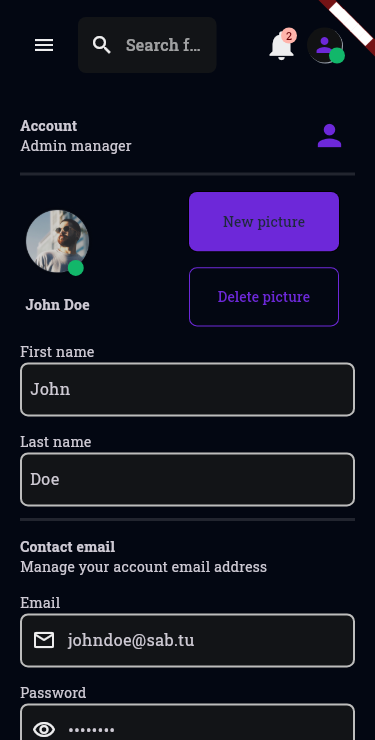 Search f...
2
Account
Admin manager
New picture
Delete picture
John Doe
First name
John
Last name
Doe
Contact email
Manage your account email address
Email
johndoe@sab.tu
Password
••••••••